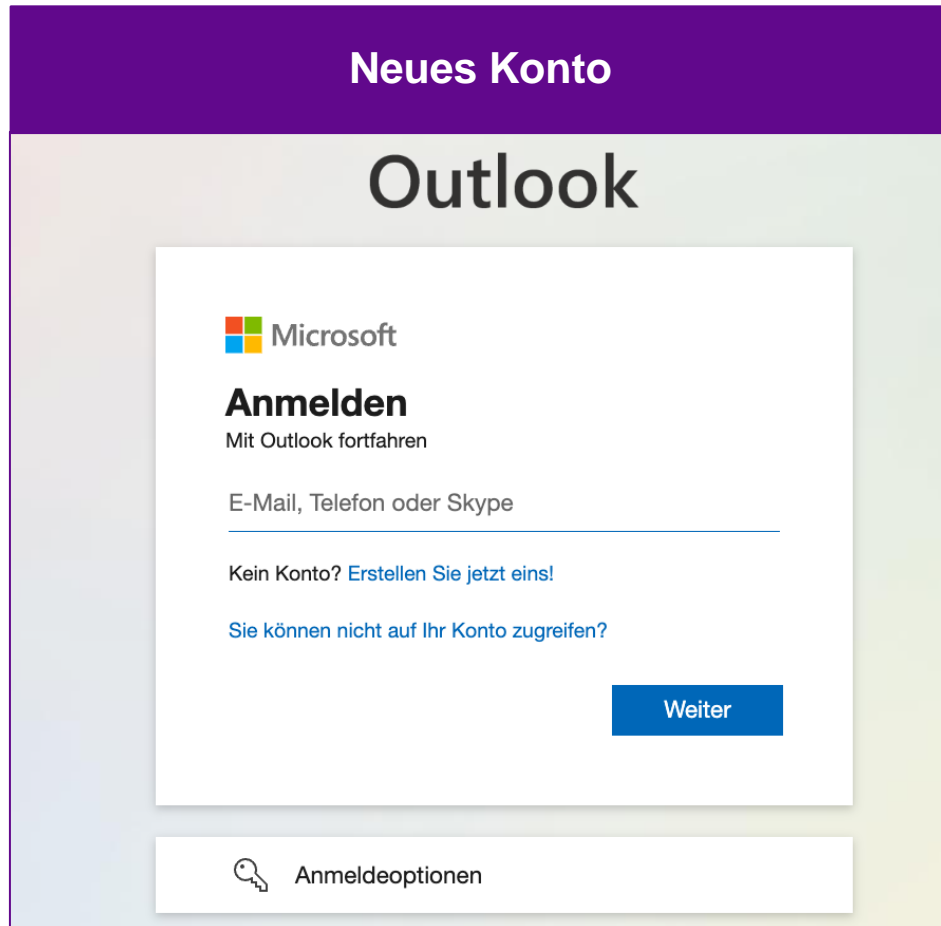 Neues Konto
Outlook
Microsoft
Anmelden
Mit Outlook fortfahren
E-Mail, Telefon oder Skype
Kein Konto? Erstellen Sie jetzt eins!
Sie können nicht auf Ihr Konto zugreifen?
Weiter
Anmeldeoptionen